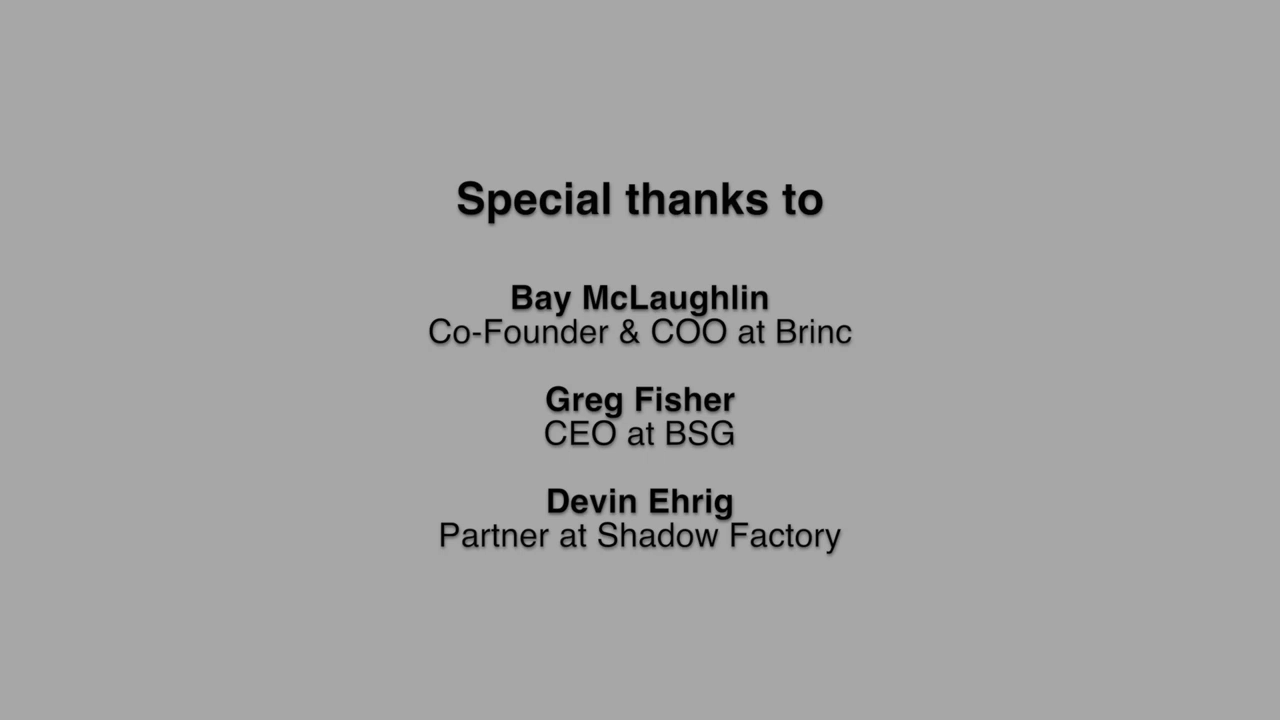 Special thanks to
Bay McLaughlin
Co-Founder & COO at Brinc
Greg Fisher
CEO at BSG
Devin Ehrig
Partner at Shadow Factory